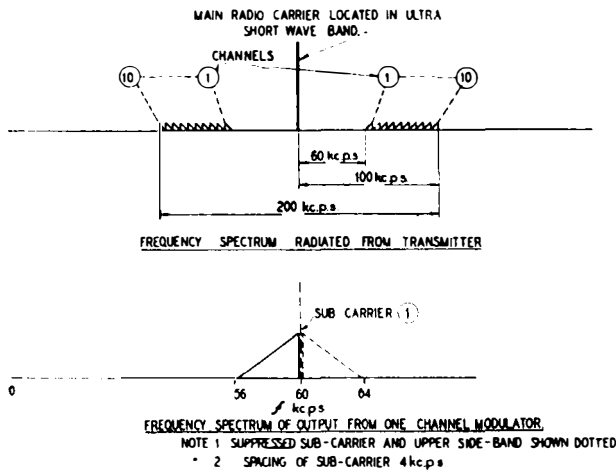 MAIN RADIO CARRIER LOCATED IN ULTRA
SHORT WAVE BAND.-
CHANNELS
10 1 1 10
60 kc.p.s
100 kc.p.s.
200 kc.p.s
FREQUENCY SPECTRUM RADIATED FROM TRANSMITTER
SUB CARRIER 1
0 56 60 64
f kc.p.s
FREQUENCY SPECTRUM OF OUTPUT FROM ONE CHANNEL MODULATOR.
NOTE 1 SUPPRESSED SUB-CARRIER AND UPPER SIDE-BAND SHOWN DOTTED
" 2 SPACING OF SUB-CARRIER 4 kc.p.s